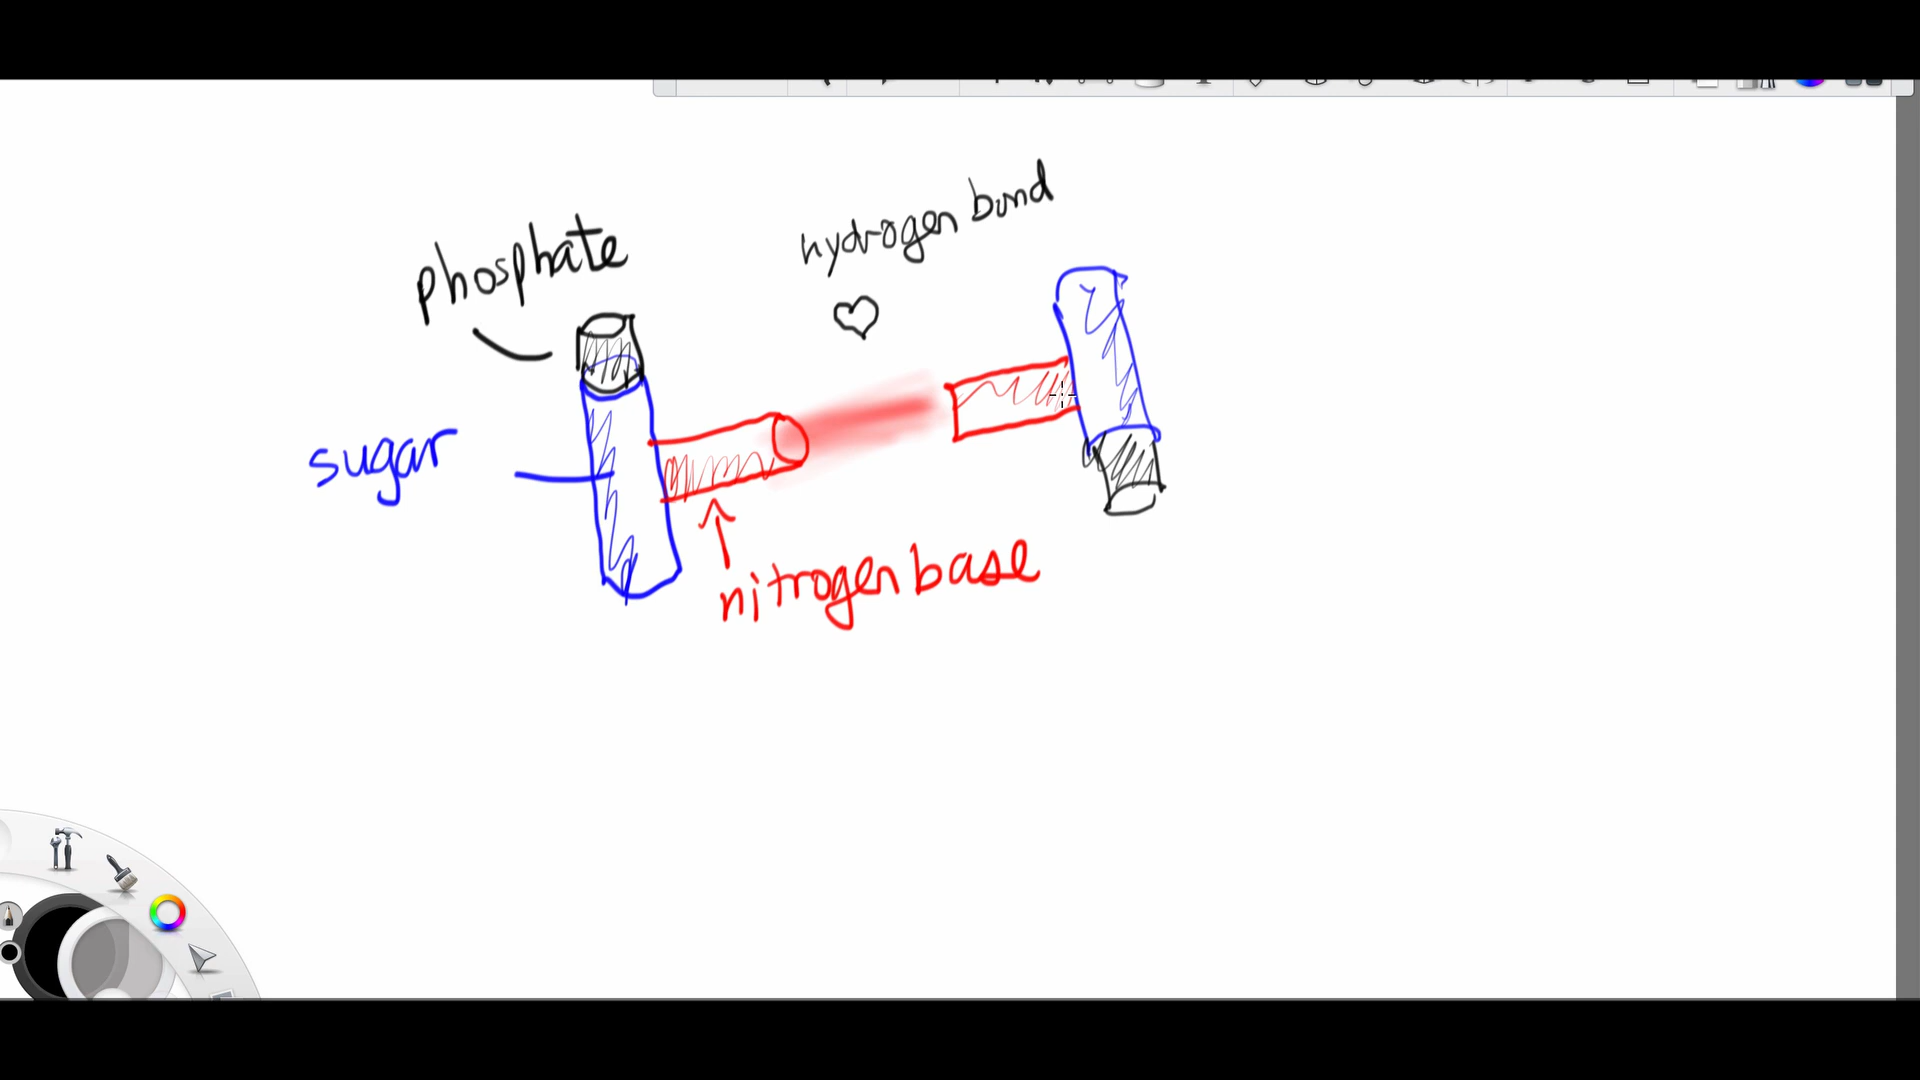 phosphate
hydrogen bond
sugar
nitrogen base